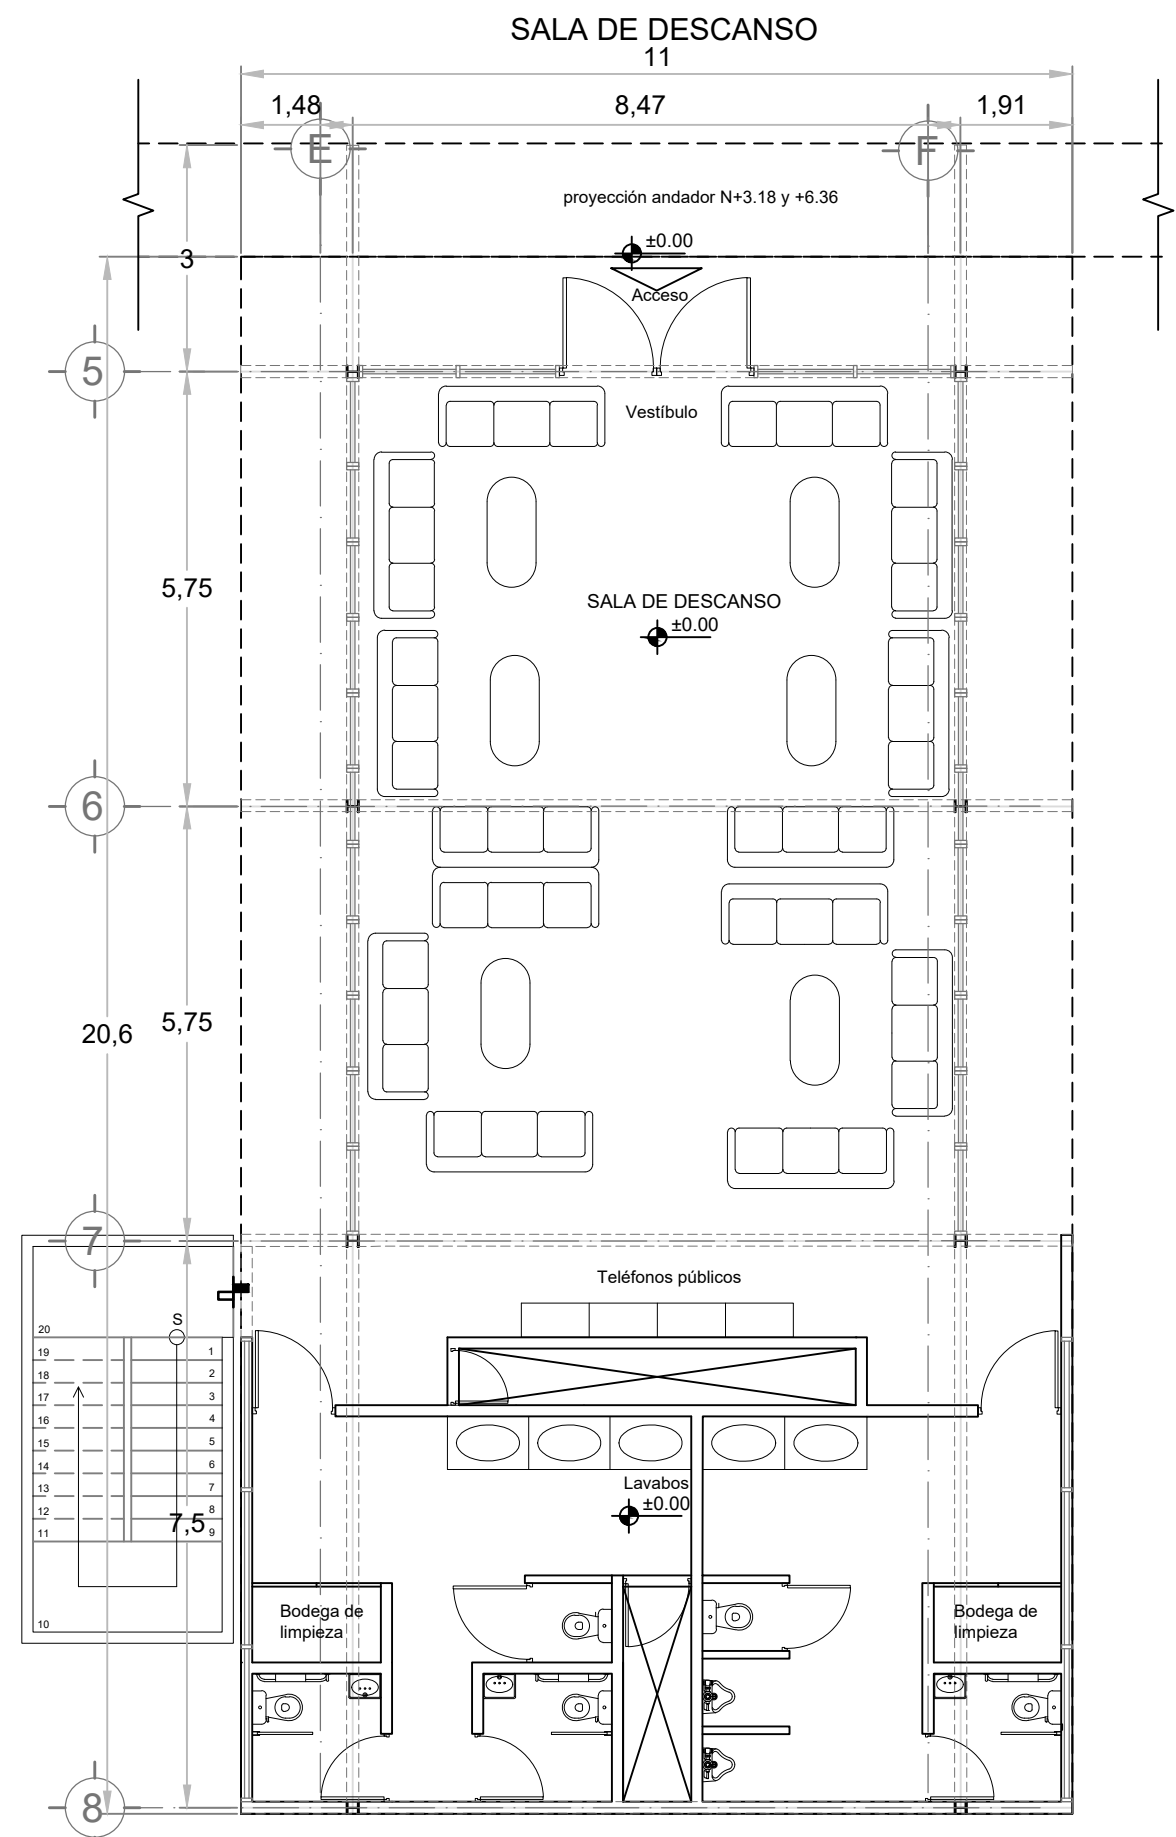 SALA DE DESCANSO
11
1,48
8,47
1,91
E
F
proyección andador N+3.18 y +6.36
±0.00
3
Acceso
5
Vestíbulo
5,75
SALA DE DESCANSO
±0.00
6
20,6
5,75
7
Teléfonos públicos
S
20
19
1
18
2
17
3
16
4
15
5
14
6
13
7
12
8
11
9
10
7,5
Lavabos
±0.00
Bodega de
limpieza
Bodega de
limpieza
8